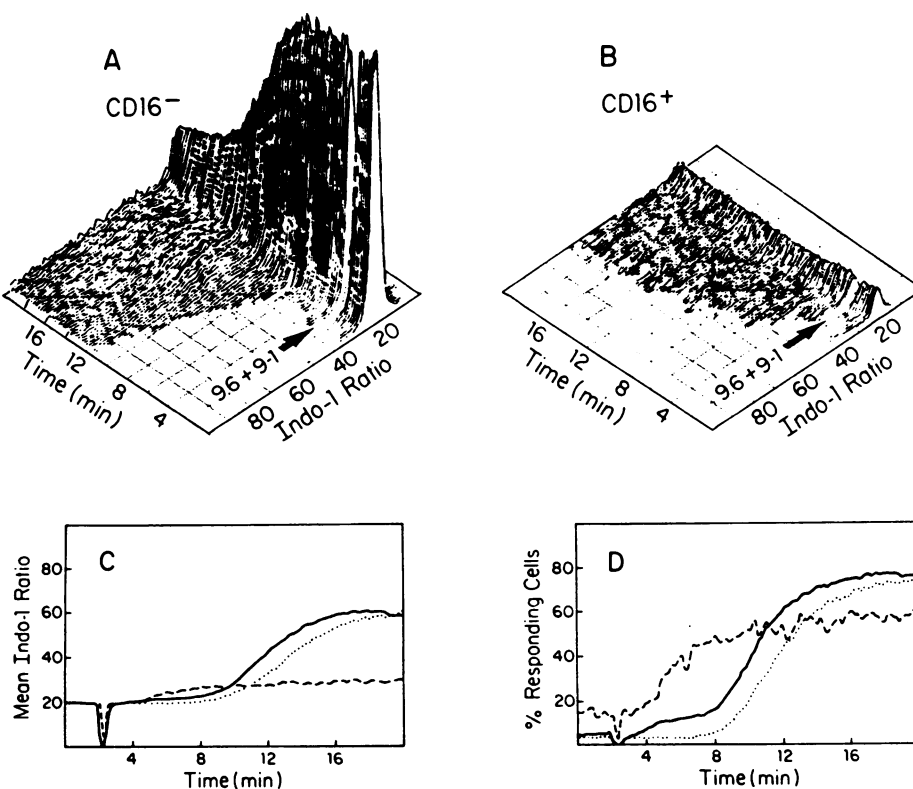 A
CD16−
16
12
8
4
Time (min)
9.6 + 9-1
80
60
40
20
Indo-1 Ratio
B
CD16+
16
12
8
4
Time (min)
9.6 + 9-1
80
60
40
20
Indo-1 Ratio
C
Mean Indo-1 Ratio
80
60
40
20
4
8
12
16
Time (min)
D
% Responding Cells
80
60
40
20
4
8
12
16
Time (min)